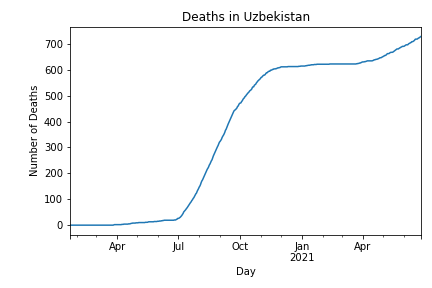 Deaths in Uzbekistan
700
600
500
400
300
200
100
0
Number of Deaths
Apr
Jul
Oct
Jan
2021
Apr
Day